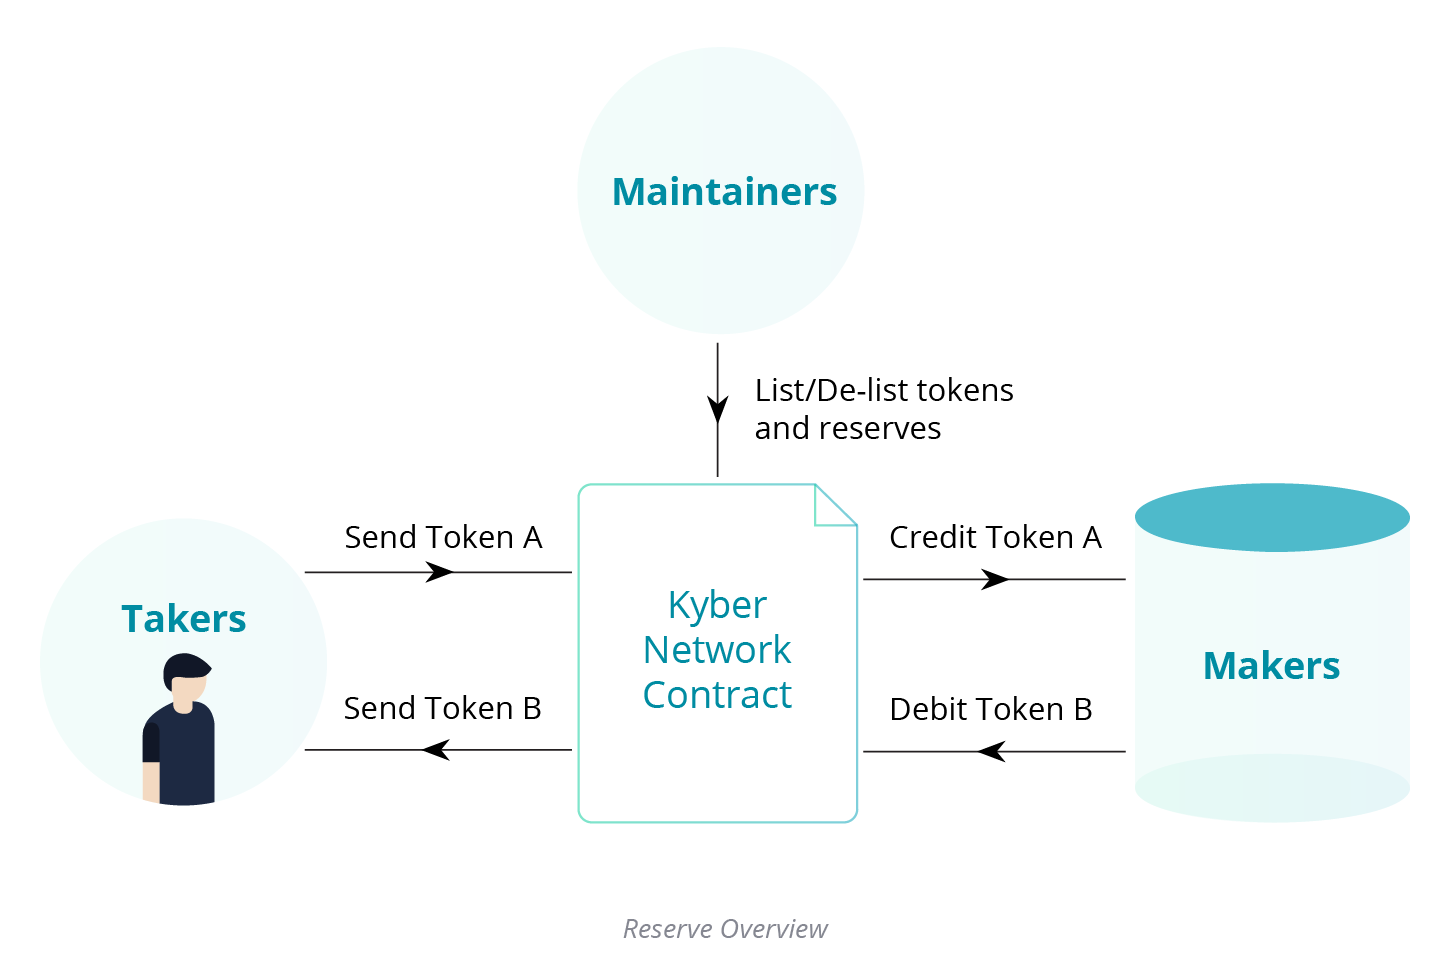 Maintainers
List/De-list tokens
and reserves
Send Token A
Credit Token A
Takers
Kyber
Network
Contract
Makers
Send Token B
Debit Token B
Reserve Overview